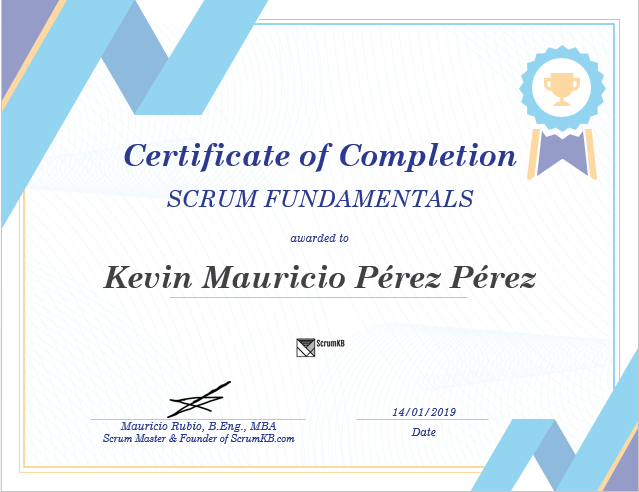 Certificate of Completion
SCRUM FUNDAMENTALS
awarded to
Kevin Mauricio Pérez Pérez
ScrumKB
Mauricio Rubio, B.Eng., MBA
Scrum Master & Founder of ScrumKB.com
14/01/2019
Date